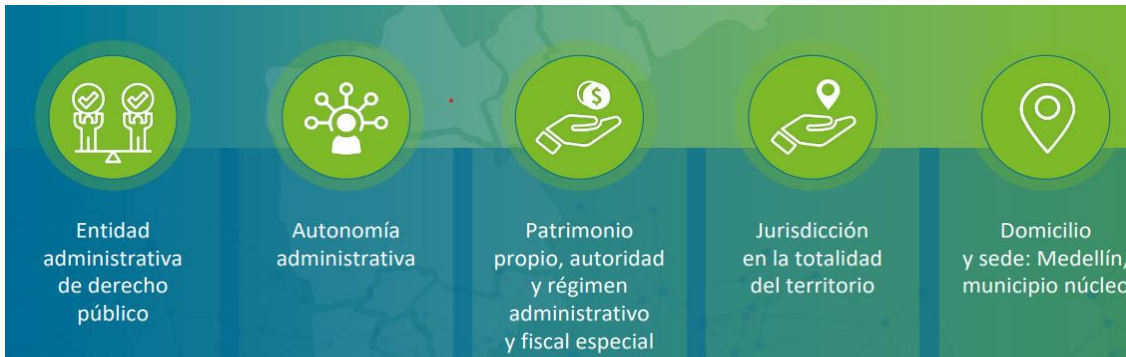 Entidad
administrativa
de derecho
público
Autonomía
administrativa
Patrimonio
propio, autoridad
y régimen
administrativo
y fiscal especial
Jurisdicción
en la totalidad
del territorio
Domicilio
y sede: Medellín,
municipio núcleo